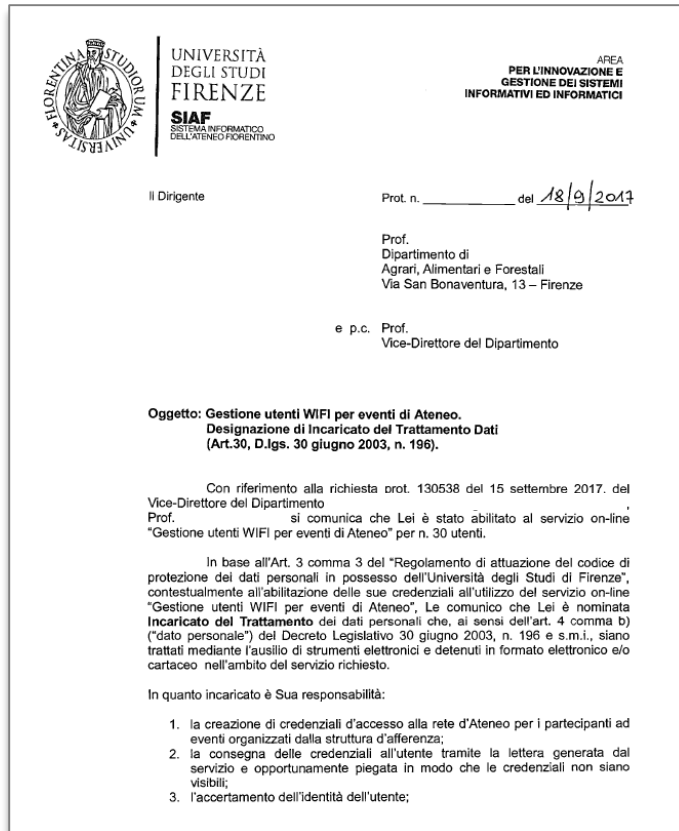 FLORENTINA STUDIORUM UNIVERSITAS
UNIVERSITÀ
DEGLI STUDI
FIRENZE
SIAF
SISTEMA INFORMATICO
DELL'ATENEO FIORENTINO
AREA
PER L'INNOVAZIONE E
GESTIONE DEI SISTEMI
INFORMATIVI ED INFORMATICI
Il Dirigente
Prot. n. ____________ del 18/9/2017
Prof.
Dipartimento di
Agrari, Alimentari e Forestali
Via San Bonaventura, 13 – Firenze
e p.c. Prof.
Vice-Direttore del Dipartimento
Oggetto: Gestione utenti WIFI per eventi di Ateneo.
Designazione di Incaricato del Trattamento Dati
(Art.30, D.lgs. 30 giugno 2003, n. 196).
Con riferimento alla richiesta prot. 130538 del 15 settembre 2017. del
Vice-Direttore del Dipartimento ,
Prof. si comunica che Lei è stato abilitato al servizio on-line
"Gestione utenti WIFI per eventi di Ateneo" per n. 30 utenti.
In base all'Art. 3 comma 3 del "Regolamento di attuazione del codice di
protezione dei dati personali in possesso dell'Università degli Studi di Firenze",
contestualmente all'abilitazione delle sue credenziali all'utilizzo del servizio on-line
"Gestione utenti WIFI per eventi di Ateneo", Le comunico che Lei è nominata
Incaricato del Trattamento dei dati personali che, ai sensi dell'art. 4 comma b)
("dato personale") del Decreto Legislativo 30 giugno 2003, n. 196 e s.m.i., siano
trattati mediante l'ausilio di strumenti elettronici e detenuti in formato elettronico e/o
cartaceo nell'ambito del servizio richiesto.
In quanto incaricato è Sua responsabilità:
1. la creazione di credenziali d'accesso alla rete d'Ateneo per i partecipanti ad
eventi organizzati dalla struttura d'afferenza;
2. la consegna delle credenziali all'utente tramite la lettera generata dal
servizio e opportunamente piegata in modo che le credenziali non siano
visibili;
3. l'accertamento dell'identità dell'utente;